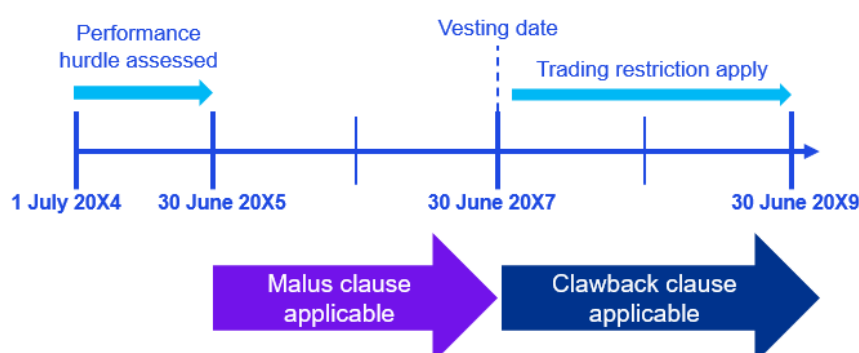 Performance
hurdle assessed
Vesting date
Trading restriction apply
1 July 20X4
30 June 20X5
30 June 20X7
30 June 20X9
Malus clause
applicable
Clawback clause
applicable